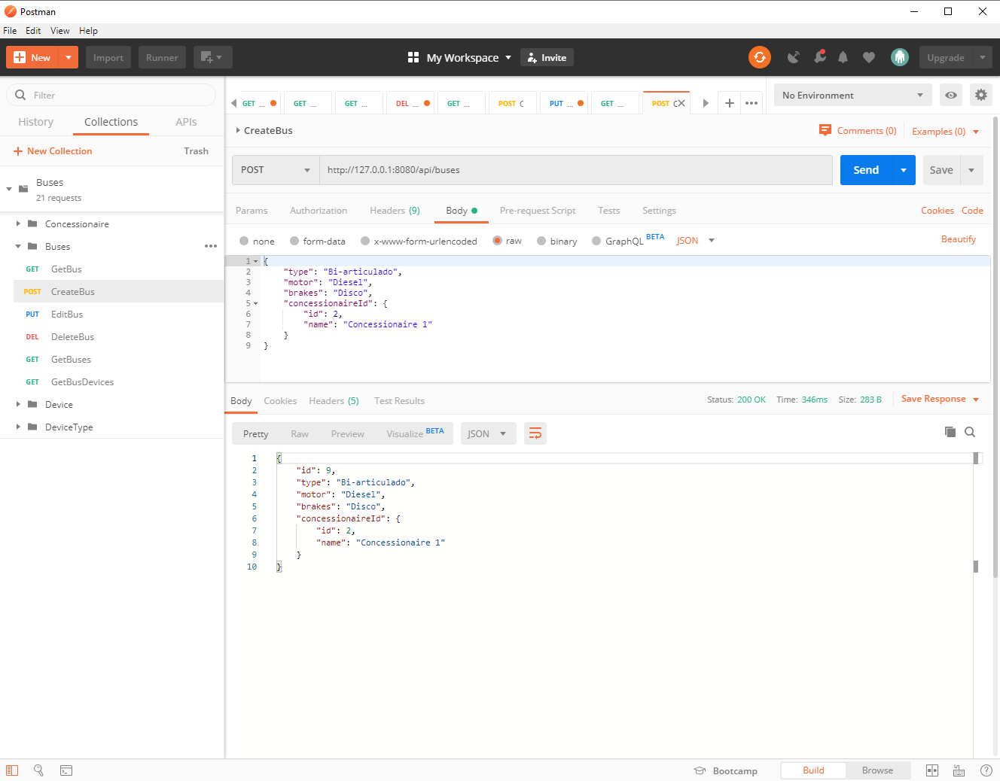 Postman
File Edit View Help
New Import Runner My Workspace Invite Upgrade
Filter
History Collections APIs
New Collection Trash
Buses
21 requests
Concessionaire
Buses
GET GetBus
POST CreateBus
PUT EditBus
DEL DeleteBus
GET GetBuses
GET GetBusDevices
Device
DeviceType
GET ... GET ... GET ... DEL ... GET ... POST C PUT ... GET ... POST C No Environment
CreateBus Comments (0) Examples (0)
POST http://127.0.0.1:8080/api/buses Send Save
Params Authorization Headers (9) Body Pre-request Script Tests Settings Cookies Code
none form-data x-www-form-urlencoded raw binary GraphQL BETA JSON Beautify
1 {
2 "type": "Bi-articulado",
3 "motor": "Diesel",
4 "brakes": "Disco",
5 "concessionaireId": {
6 "id": 2,
7 "name": "Concessionaire 1"
8 }
9 }
Body Cookies Headers (5) Test Results Status: 200 OK Time: 346ms Size: 283 B Save Response
Pretty Raw Preview Visualize BETA JSON
1 {
2 "id": 9,
3 "type": "Bi-articulado",
4 "motor": "Diesel",
5 "brakes": "Disco",
6 "concessionaireId": {
7 "id": 2,
8 "name": "Concessionaire 1"
9 }
10 }
Bootcamp Build Browse